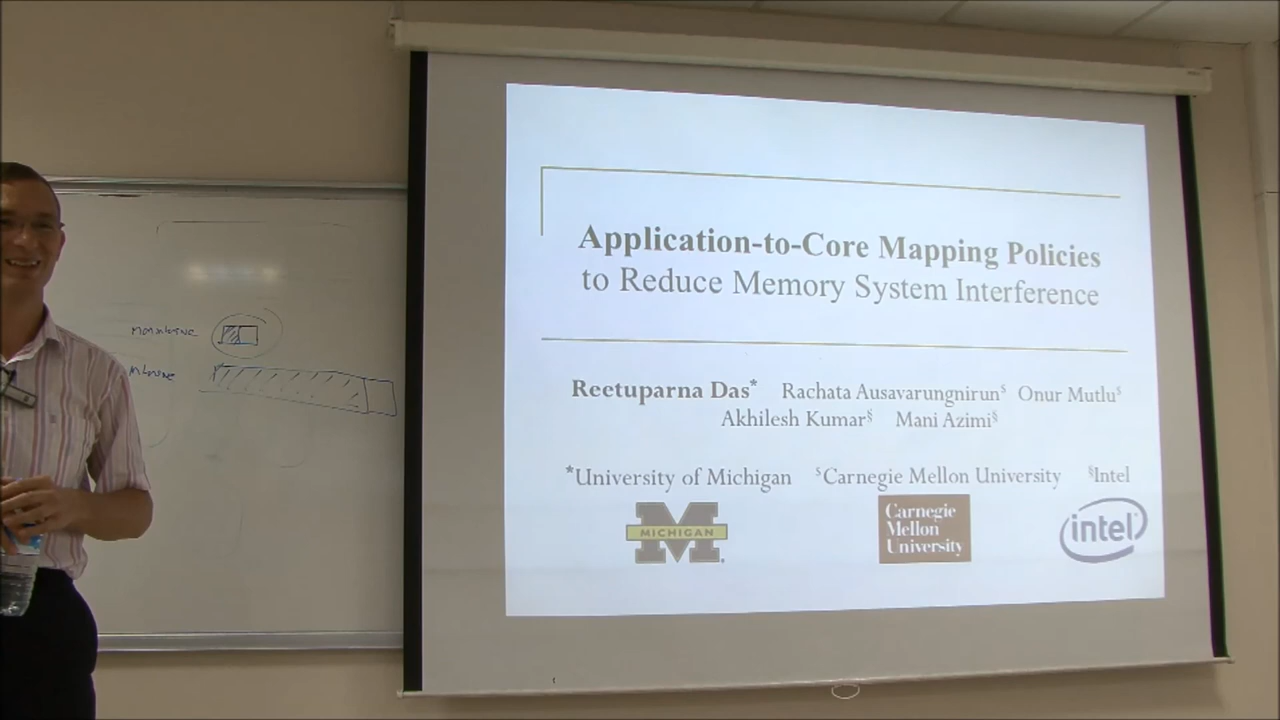 Application-to-Core Mapping Policies
to Reduce Memory System Interference
Reetuparna Das* Rachata Ausavarungnirun$ Onur Mutlu$
Akhilesh Kumar§ Mani Azimi§
*University of Michigan $Carnegie Mellon University §Intel
MICHIGAN
Carnegie
Mellon
University
intel